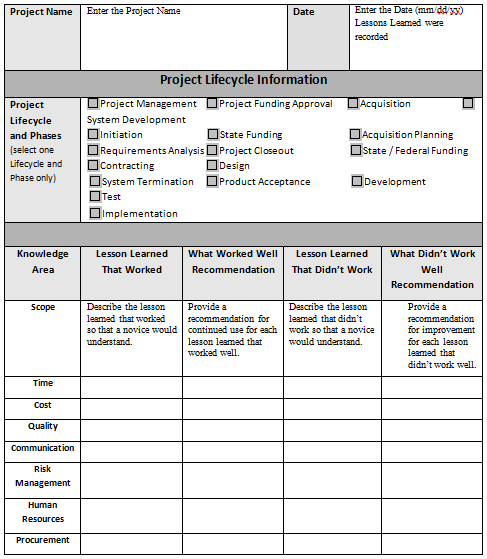 Project Name Enter the Project Name Date Enter the Date (mm/dd/yy)
Lessons Learned were
recorded
Project Lifecycle Information
Project
Lifecycle
and Phases
(select one
Lifecycle and
Phase only)
Project Management Project Funding Approval Acquisition
System Development
Initiation State Funding Acquisition Planning
Requirements Analysis Project Closeout State / Federal Funding
Contracting Design
System Termination Product Acceptance Development
Test
Implementation
Knowledge
Area
Lesson Learned
That Worked
What Worked Well
Recommendation
Lesson Learned
That Didn't Work
What Didn't Work
Well
Recommendation
Scope
Describe the lesson
learned that worked
so that a novice would
understand.
Provide a
recommendation for
continued use for each
lesson learned that
worked well.
Describe the lesson
learned that didn't
work so that a novice
would understand.
Provide a
recommendation
for improvement
for each lesson
learned that
didn't work well.
Time
Cost
Quality
Communication
Risk
Management
Human
Resources
Procurement